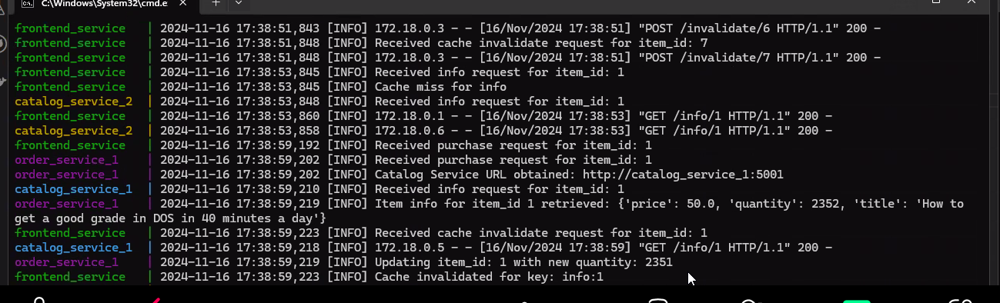 C:\Windows\System32\cmd.e
frontend_service | 2024-11-16 17:38:51,843 [INFO] 172.18.0.3 - - [16/Nov/2024 17:38:51] "POST /invalidate/6 HTTP/1.1" 200 -
frontend_service | 2024-11-16 17:38:51,848 [INFO] Received cache invalidate request for item_id: 7
frontend_service | 2024-11-16 17:38:51,848 [INFO] 172.18.0.3 - - [16/Nov/2024 17:38:51] "POST /invalidate/7 HTTP/1.1" 200 -
frontend_service | 2024-11-16 17:38:53,845 [INFO] Received info request for item_id: 1
frontend_service | 2024-11-16 17:38:53,845 [INFO] Cache miss for info
catalog_service_2 | 2024-11-16 17:38:53,848 [INFO] Received info request for item_id: 1
frontend_service | 2024-11-16 17:38:53,860 [INFO] 172.18.0.1 - - [16/Nov/2024 17:38:53] "GET /info/1 HTTP/1.1" 200 -
catalog_service_2 | 2024-11-16 17:38:53,858 [INFO] 172.18.0.6 - - [16/Nov/2024 17:38:53] "GET /info/1 HTTP/1.1" 200 -
frontend_service | 2024-11-16 17:38:59,192 [INFO] Received purchase request for item_id: 1
order_service_1 | 2024-11-16 17:38:59,202 [INFO] Received purchase request for item_id: 1
order_service_1 | 2024-11-16 17:38:59,202 [INFO] Catalog Service URL obtained: http://catalog_service_1:5001
catalog_service_1 | 2024-11-16 17:38:59,210 [INFO] Received info request for item_id: 1
order_service_1 | 2024-11-16 17:38:59,219 [INFO] Item info for item_id 1 retrieved: {'price': 50.0, 'quantity': 2352, 'title': 'How to
get a good grade in DOS in 40 minutes a day'}
frontend_service | 2024-11-16 17:38:59,223 [INFO] Received cache invalidate request for item_id: 1
catalog_service_1 | 2024-11-16 17:38:59,218 [INFO] 172.18.0.5 - - [16/Nov/2024 17:38:59] "GET /info/1 HTTP/1.1" 200 -
order_service_1 | 2024-11-16 17:38:59,219 [INFO] Updating item_id: 1 with new quantity: 2351
frontend_service | 2024-11-16 17:38:59,223 [INFO] Cache invalidated for key: info:1